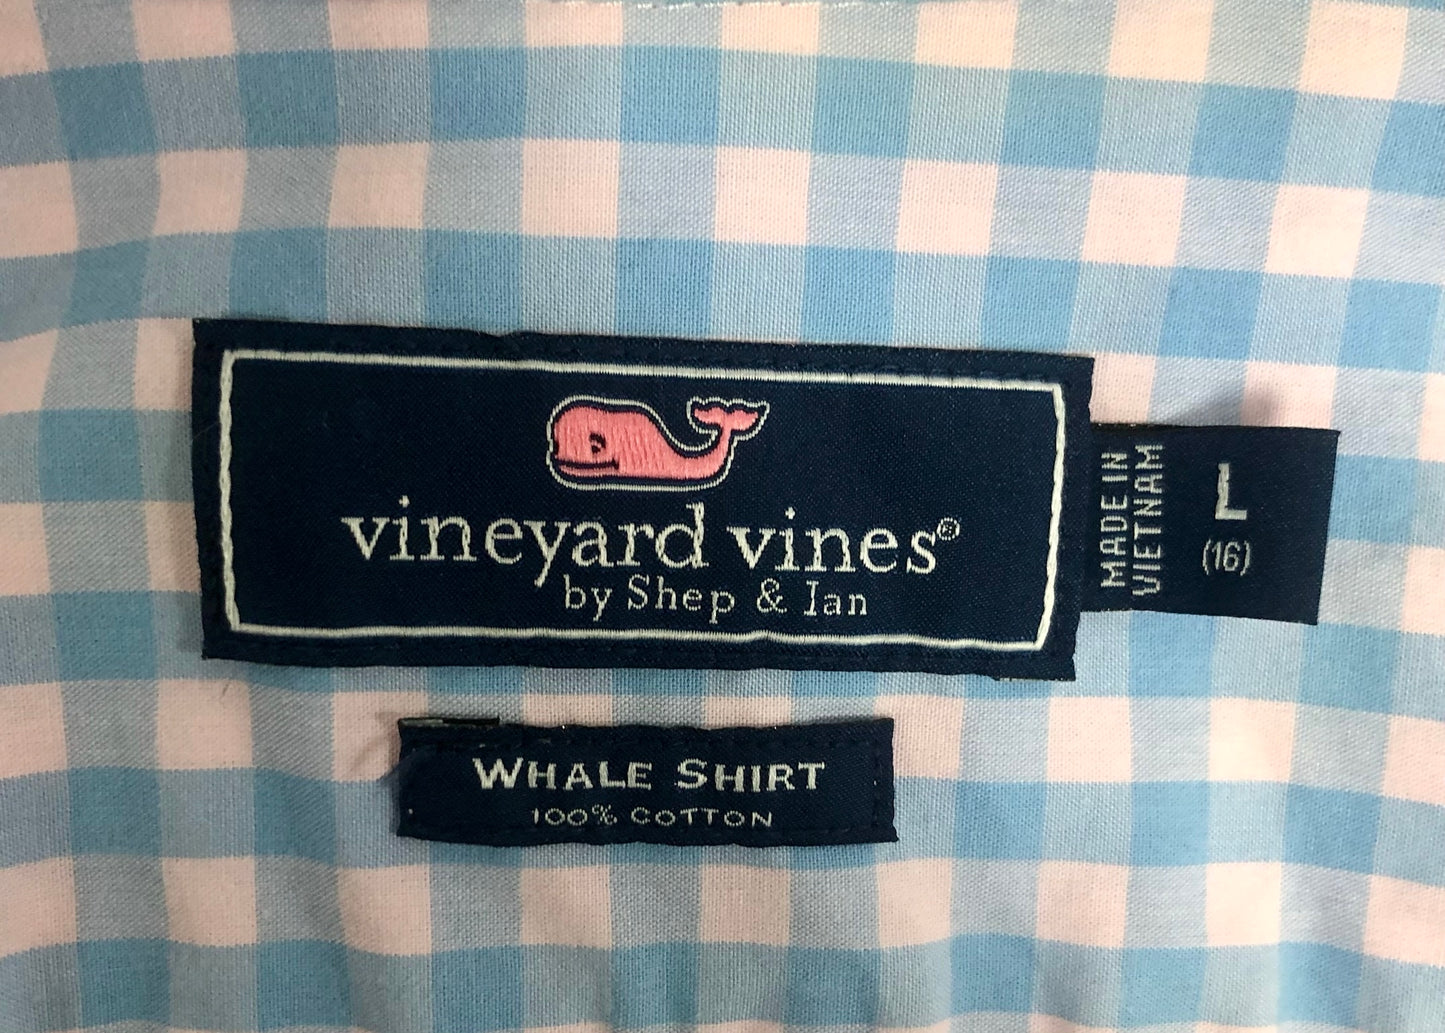 vineyard vines®
by Shep & Ian
MADE IN
VIETNAM
L
(16)
WHALE SHIRT
100% COTTON